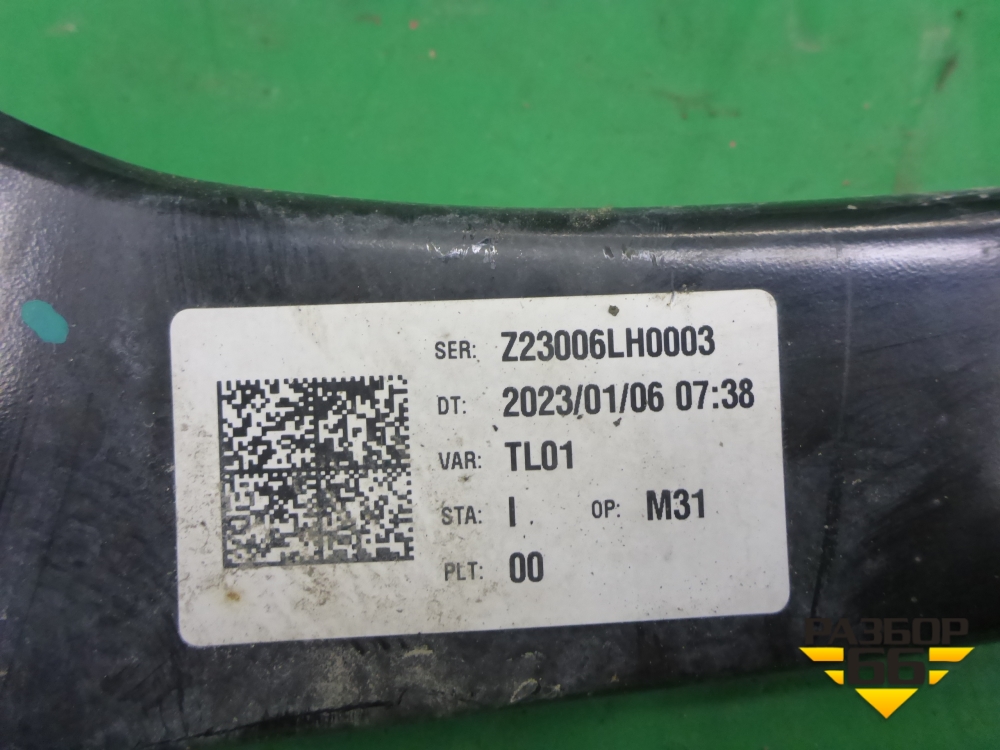 SER: Z23006LH0003
DT: 2023/01/06 07:38
VAR: TL01
STA: I OP: M31
PLT: 00
РАЗБОР
66